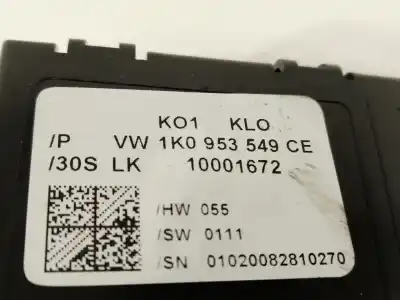 KO1 KLO
/P VW 1K0 953 549 CE
/30S LK 10001672
/HW 055
/SW 0111
/SN 01020082810270